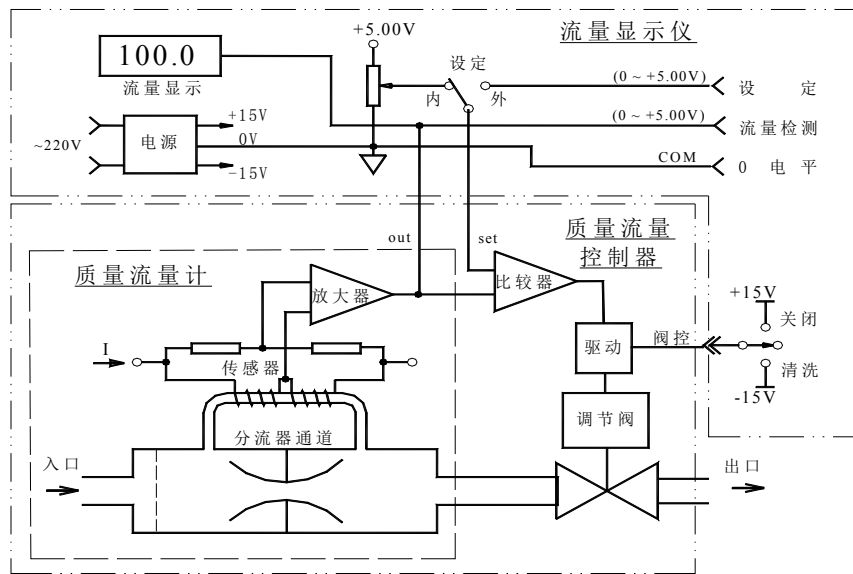 流量显示仪
+5.00V
100.0
流量显示
设定
内
外
(0 ~ +5.00V)
设 定
(0 ~ +5.00V)
流量检测
COM
0 电 平
~220V
电源
+15V
0V
-15V
out
set
质量流量
控制器
质量流量计
放大器
比较器
I
传感器
驱动
阀控
+15V
关闭
清洗
-15V
调节阀
分流器通道
入口
出口